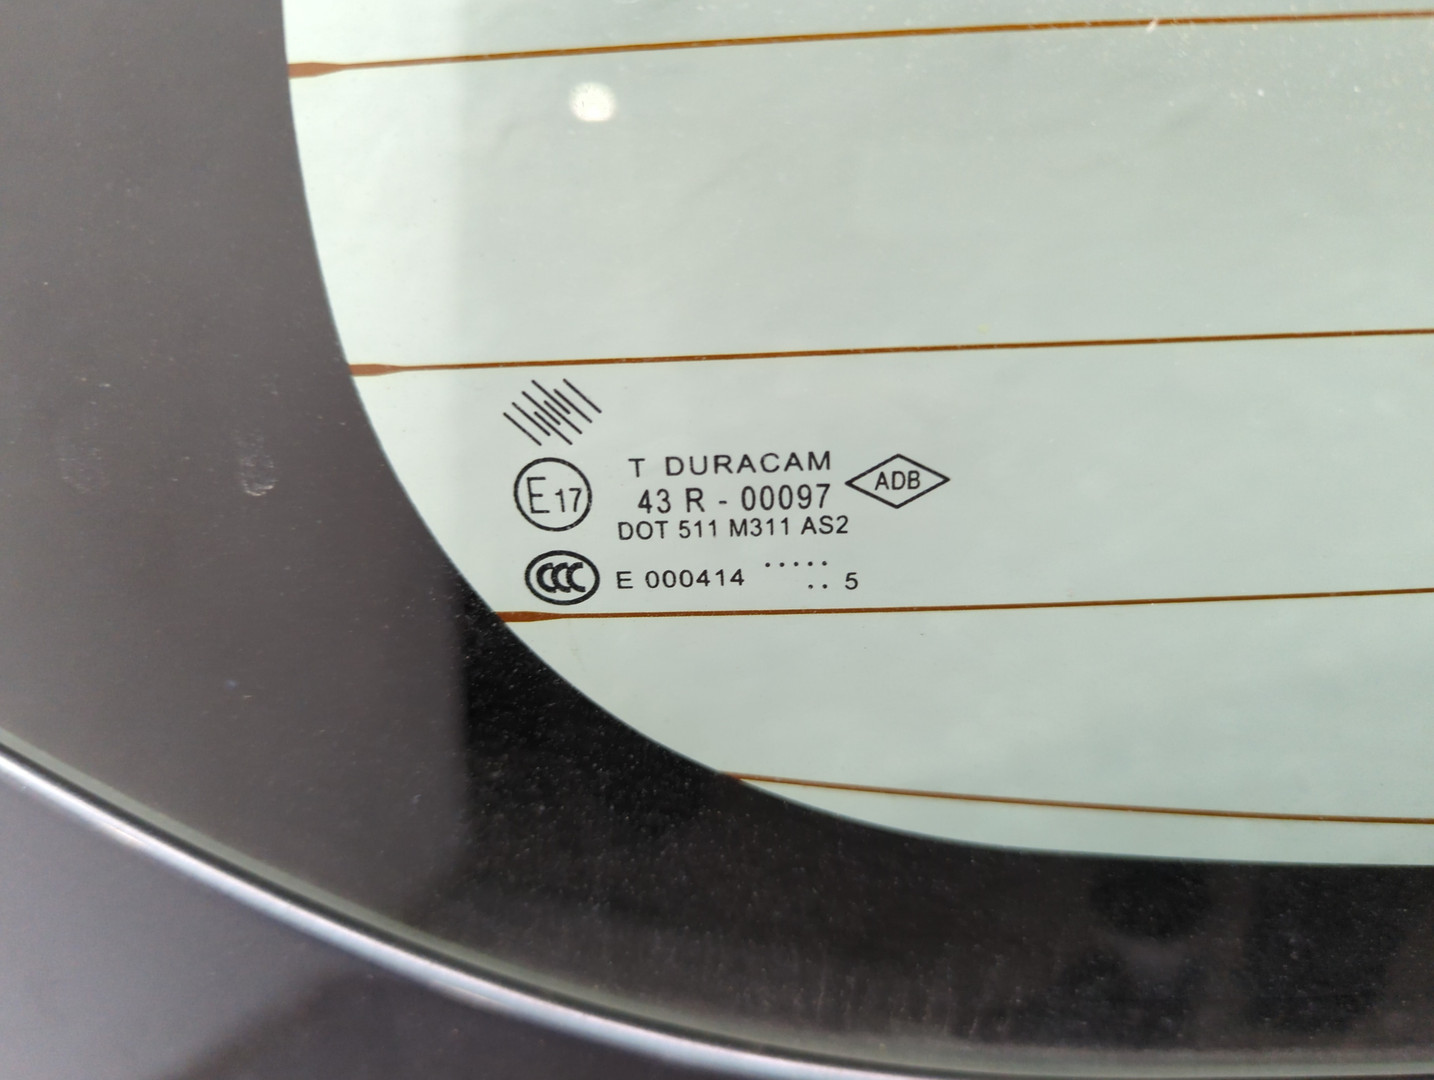 T DURACAM
E17 43 R - 00097 ADB
DOT 511 M311 AS2
CCC E 000414 ..... .. 5